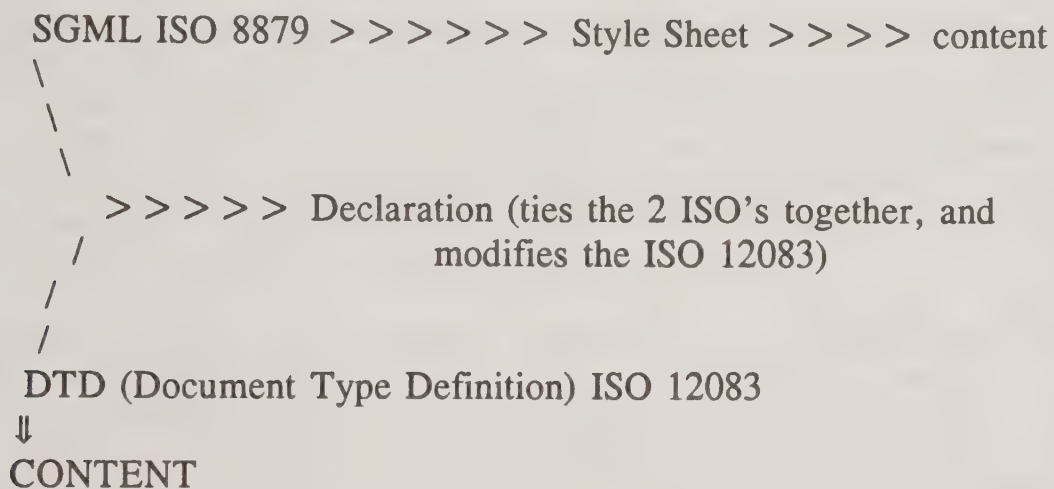 SGML ISO 8879 > > > > > > Style Sheet > > > > content
\
\
\
> > > > > Declaration (ties the 2 ISO's together, and
/ modifies the ISO 12083)
/
/
DTD (Document Type Definition) ISO 12083
⇓
CONTENT